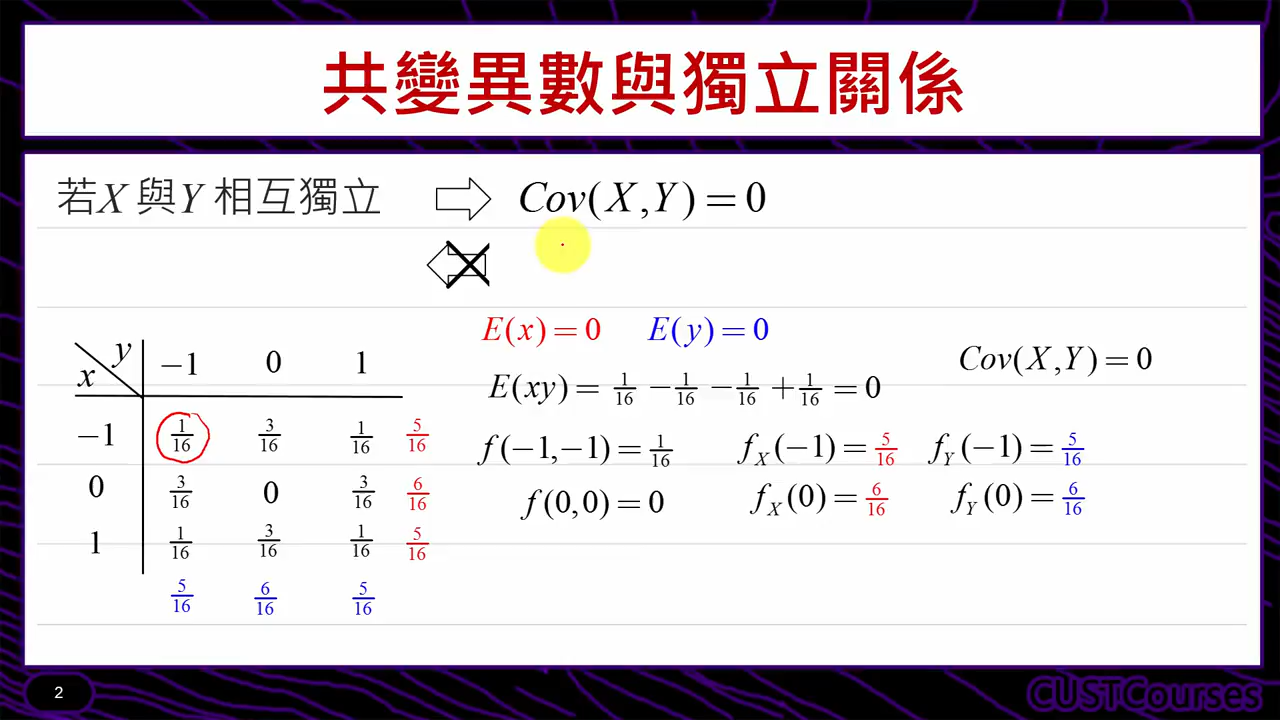 共變異數與獨立關係
若X 與Y 相互獨立 ⇨ Cov(X,Y) = 0
E(x) = 0 E(y) = 0
Cov(X,Y) = 0
y
x
−1 0 1
E(xy) = 1/16 − 1/16 − 1/16 + 1/16 = 0
−1 1/16 3/16 1/16 5/16
f(−1,−1) = 1/16 f_X(−1) = 5/16 f_Y(−1) = 5/16
0 3/16 0 3/16 6/16
f(0,0) = 0 f_X(0) = 6/16 f_Y(0) = 6/16
1 1/16 3/16 1/16 5/16
5/16 6/16 5/16
2
CUSTCourses